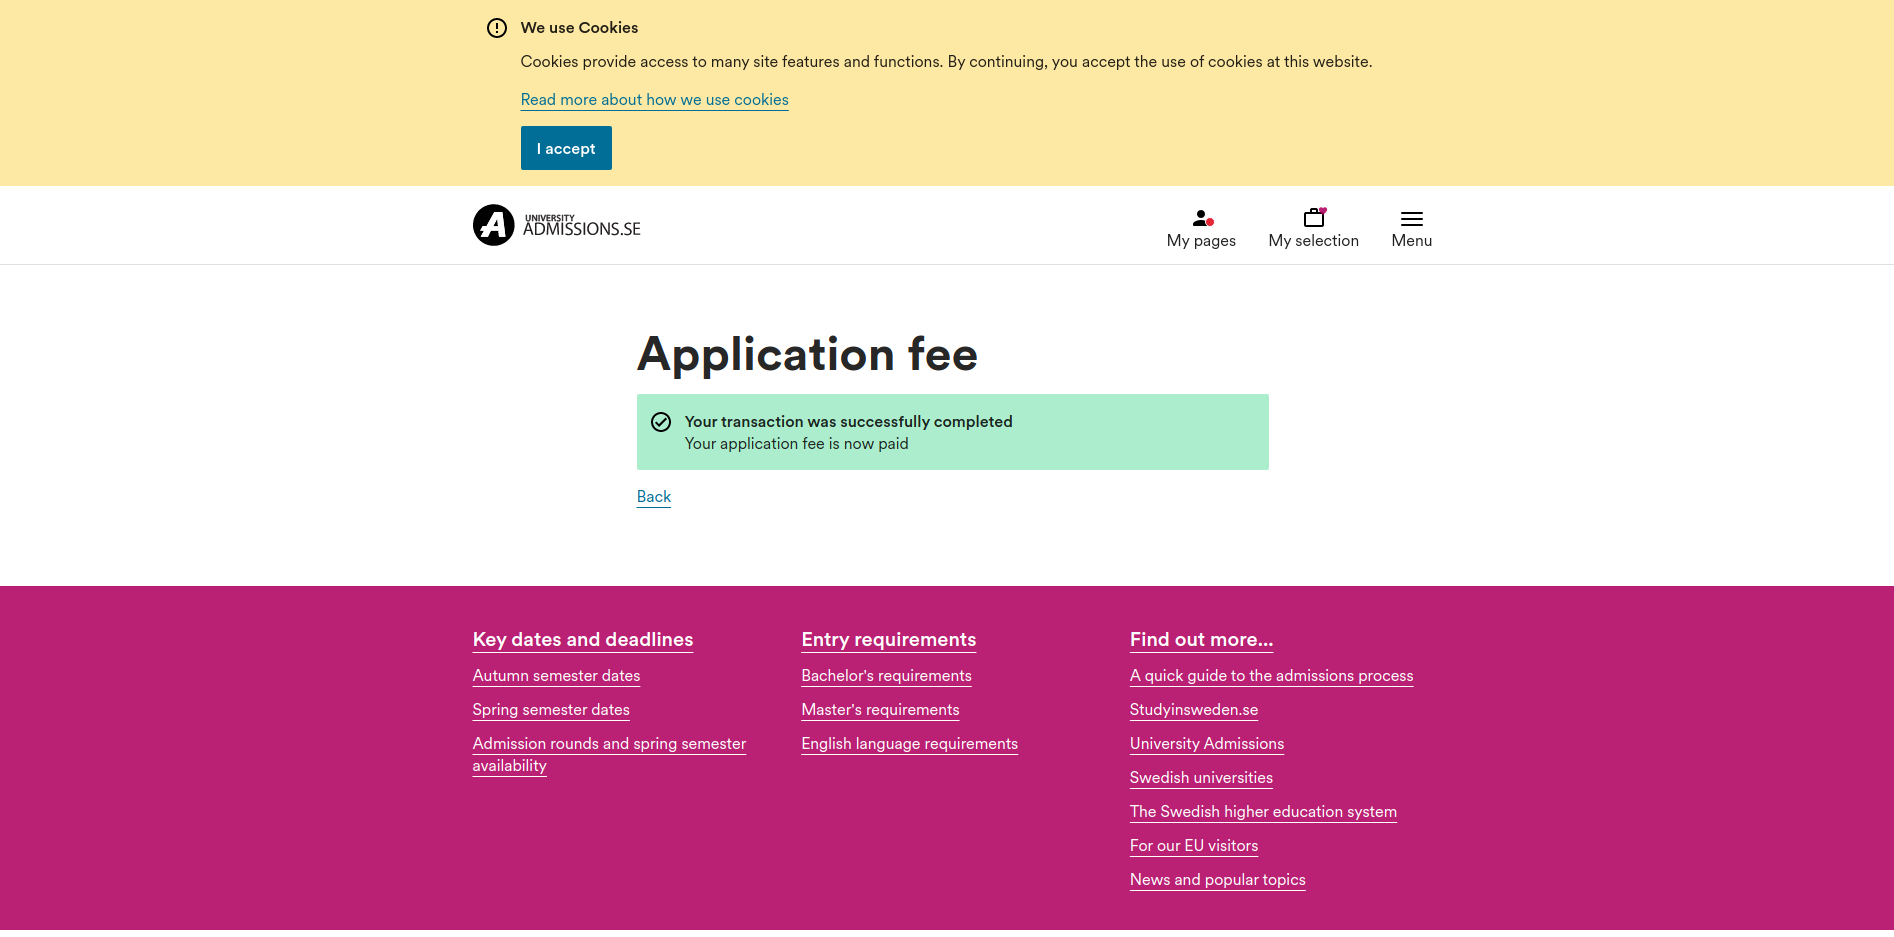 We use Cookies
Cookies provide access to many site features and functions. By continuing, you accept the use of cookies at this website.
Read more about how we use cookies
I accept
UNIVERSITY
ADMISSIONS.SE
My pages
My selection
Menu
Application fee
Your transaction was successfully completed
Your application fee is now paid
Back
Key dates and deadlines
Autumn semester dates
Spring semester dates
Admission rounds and spring semester
availability
Entry requirements
Bachelor's requirements
Master's requirements
English language requirements
Find out more...
A quick guide to the admissions process
Studyinsweden.se
University Admissions
Swedish universities
The Swedish higher education system
For our EU visitors
News and popular topics